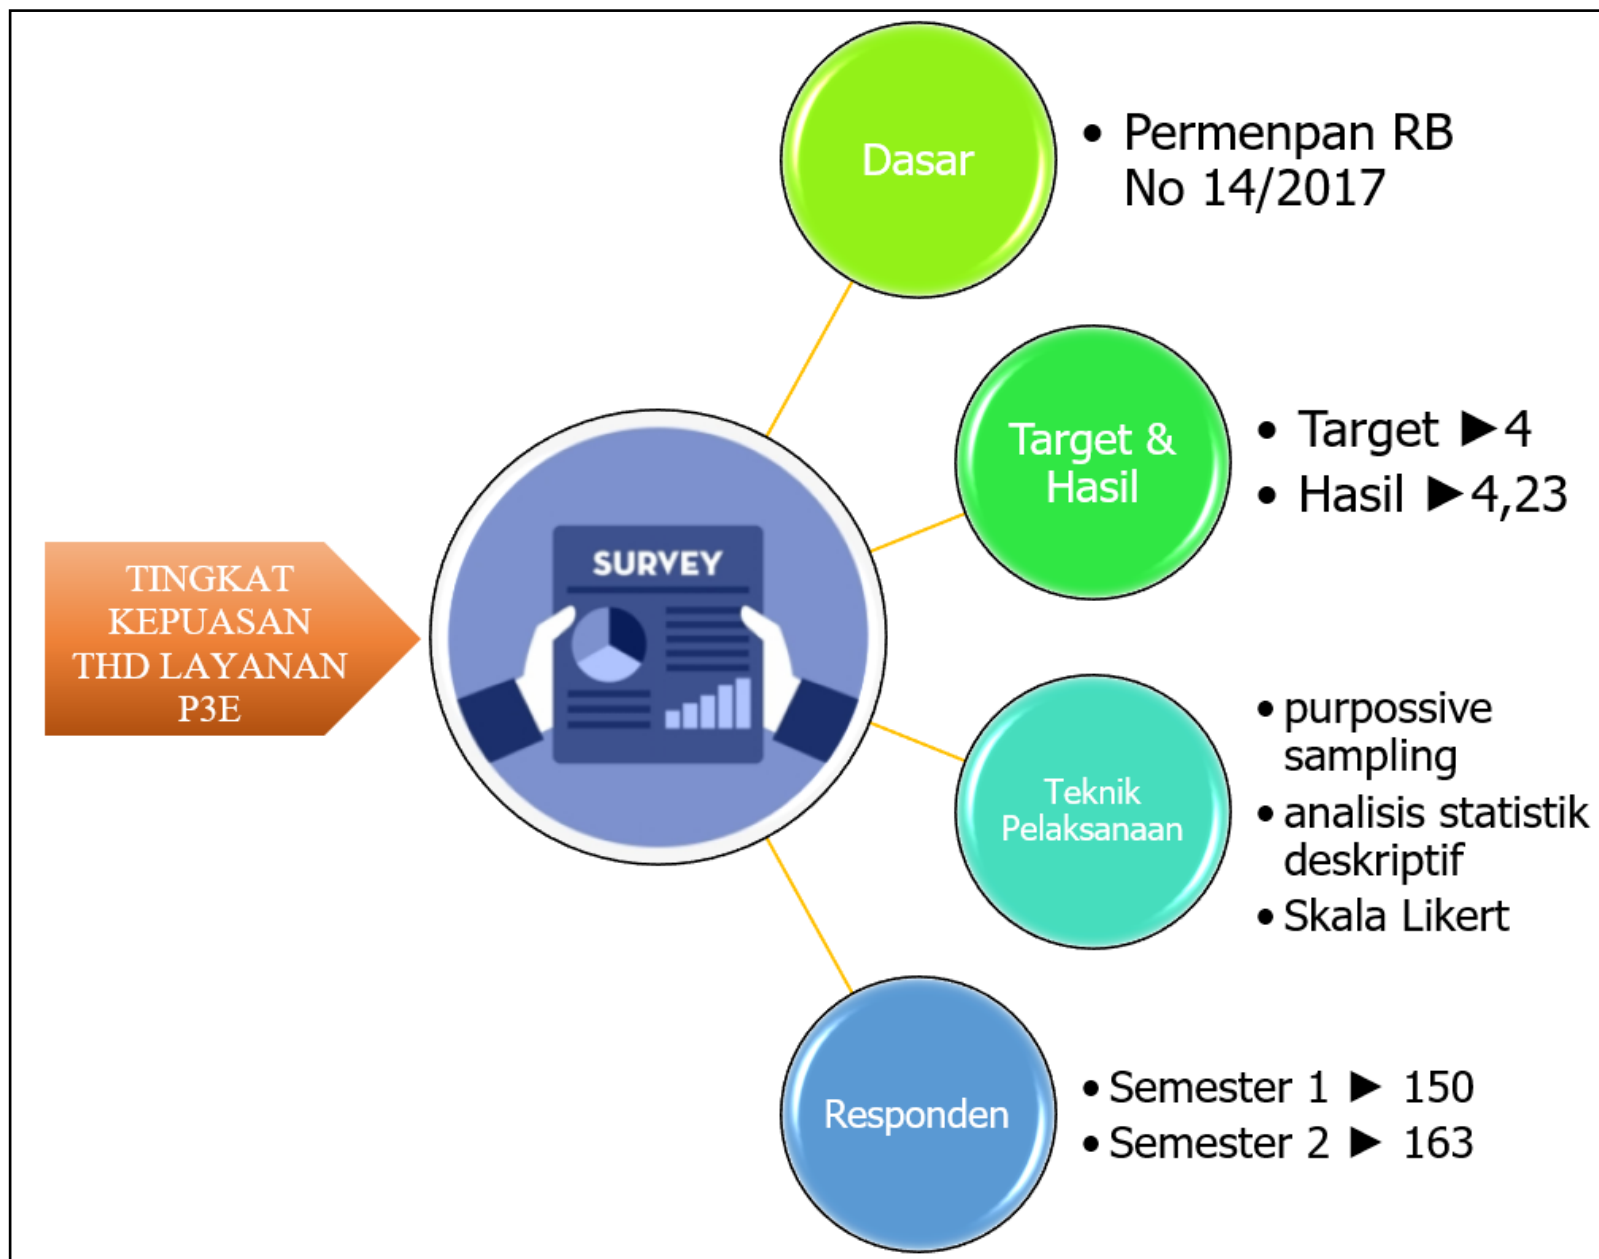 TINGKAT
KEPUASAN
THD LAYANAN
P3E
SURVEY
Dasar
• Permenpan RB
No 14/2017
Target &
Hasil
• Target ►4
• Hasil ►4,23
Teknik
Pelaksanaan
• purpossive
sampling
• analisis statistik
deskriptif
• Skala Likert
Responden
• Semester 1 ► 150
• Semester 2 ► 163